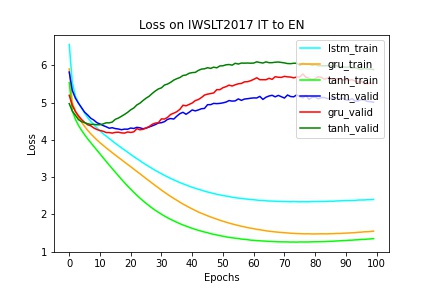 Loss on IWSLT2017 IT to EN
Loss
6
5
4
3
2
1
lstm_train
gru_train
tanh_train
lstm_valid
gru_valid
tanh_valid
0 10 20 30 40 50 60 70 80 90 100
Epochs